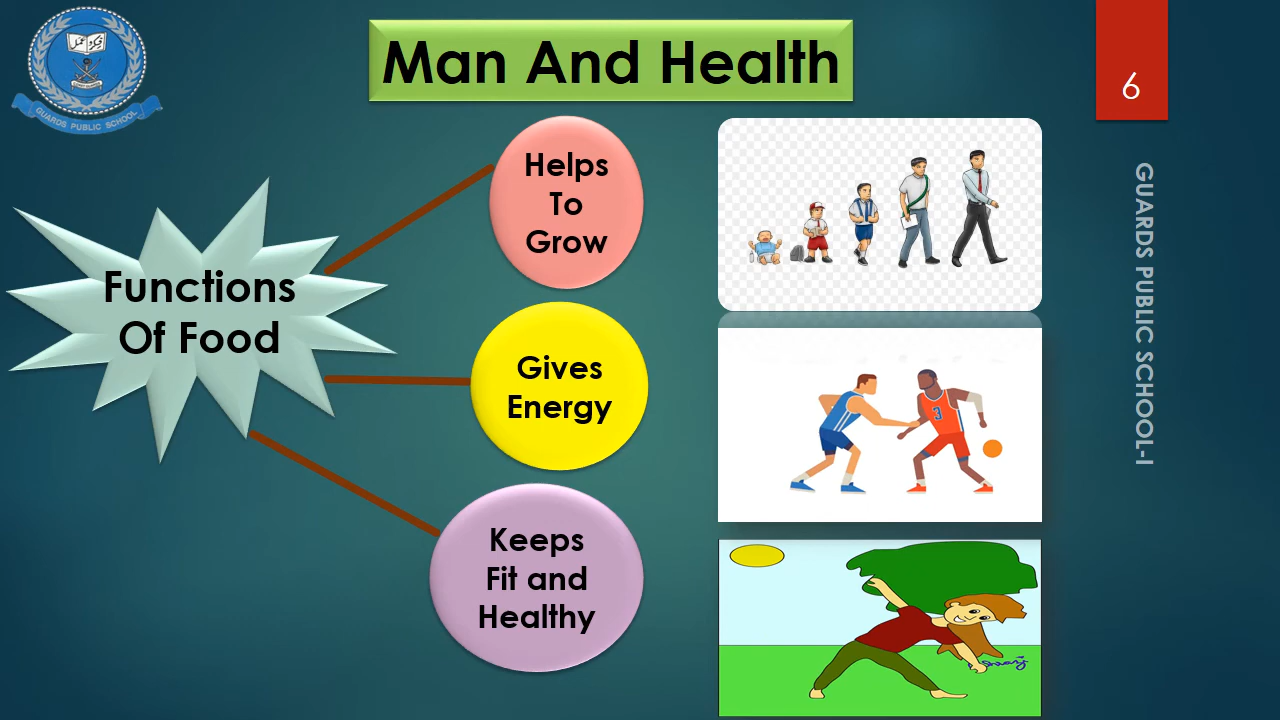 GUARDS PUBLIC SCHOOL
Man And Health
6
Helps
To
Grow
Functions
Of Food
Gives
Energy
3
Keeps
Fit and
Healthy
GUARDS PUBLIC SCHOOL-I